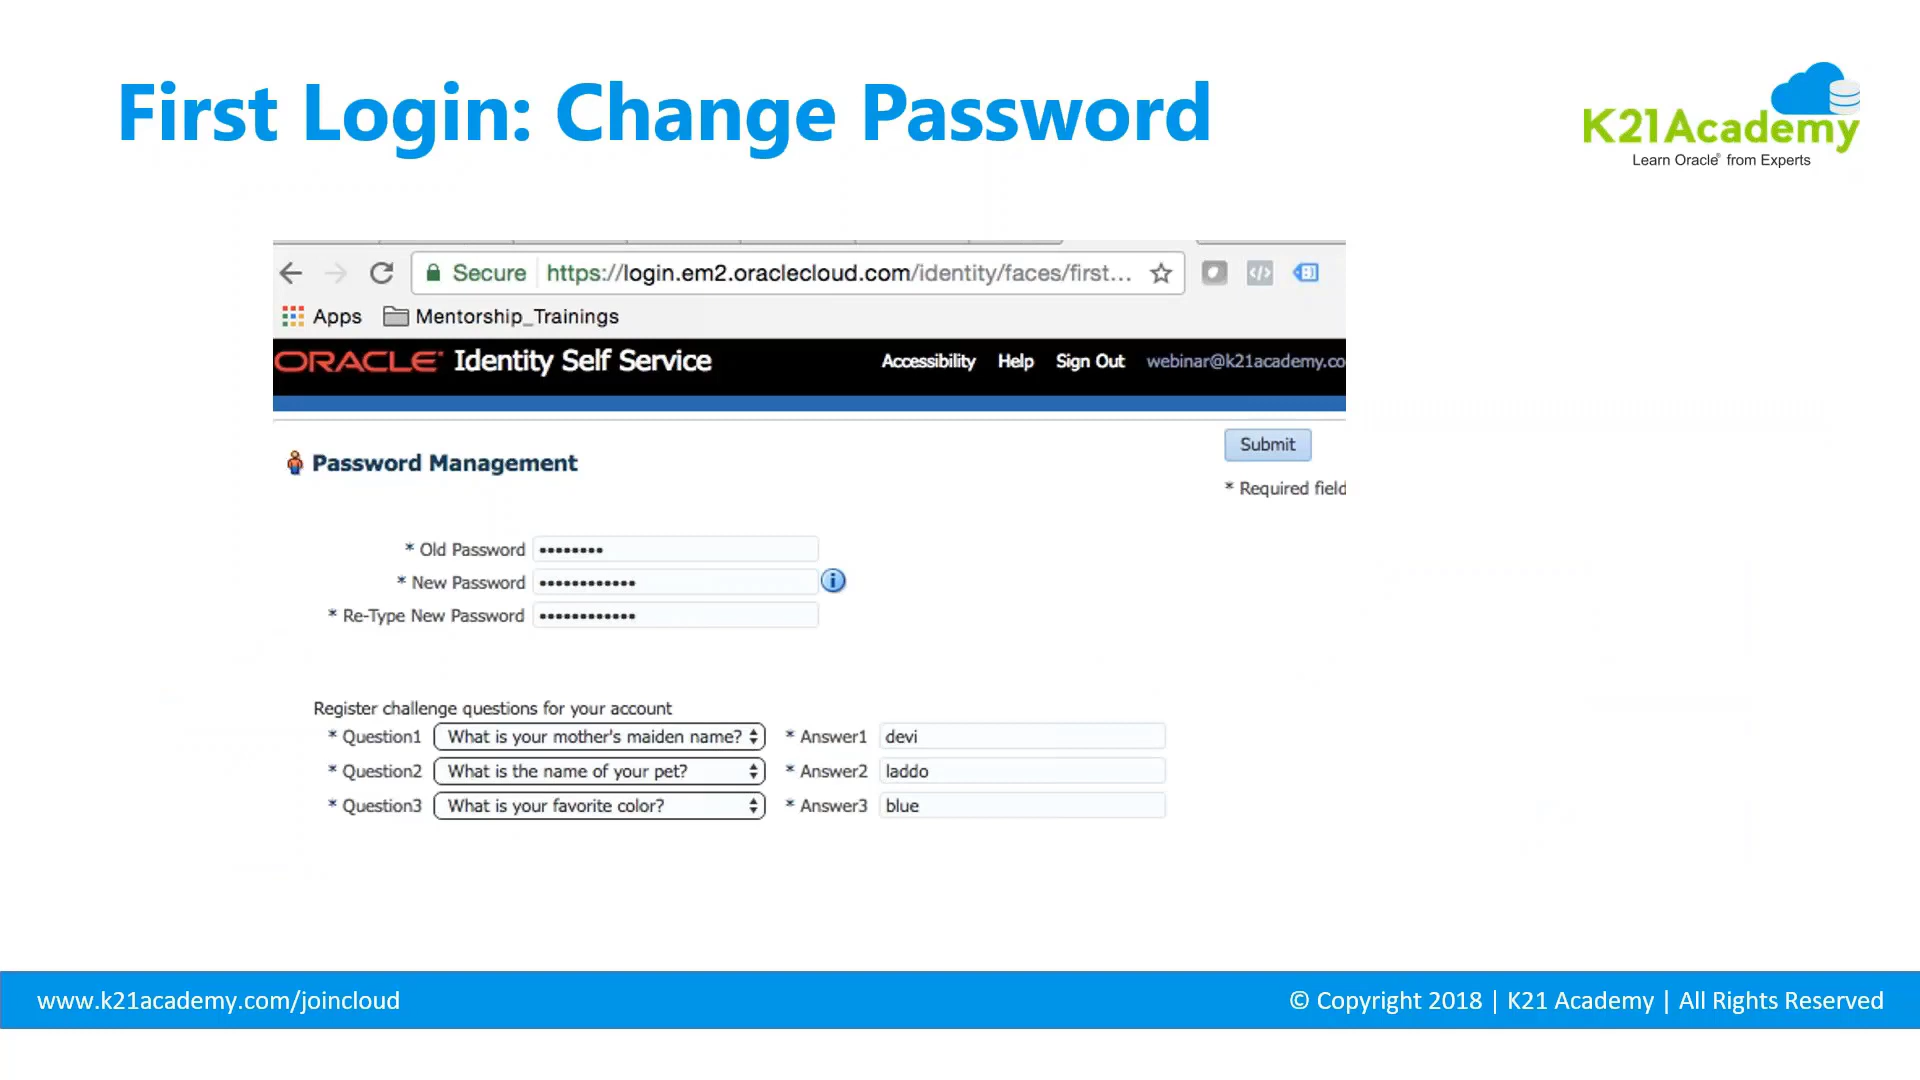 First Login: Change Password
K21Academy
Learn Oracle® from Experts
Secure https://login.em2.oraclecloud.com/identity/faces/first...
Apps Mentorship_Trainings
ORACLE® Identity Self Service Accessibility Help Sign Out webinar@k21academy.co
Submit
Password Management
* Required field
* Old Password ••••••••
* New Password ••••••••••••
* Re-Type New Password ••••••••••••
Register challenge questions for your account
* Question1 What is your mother's maiden name? * Answer1 devi
* Question2 What is the name of your pet? * Answer2 laddo
* Question3 What is your favorite color? * Answer3 blue
www.k21academy.com/joincloud © Copyright 2018 | K21 Academy | All Rights Reserved